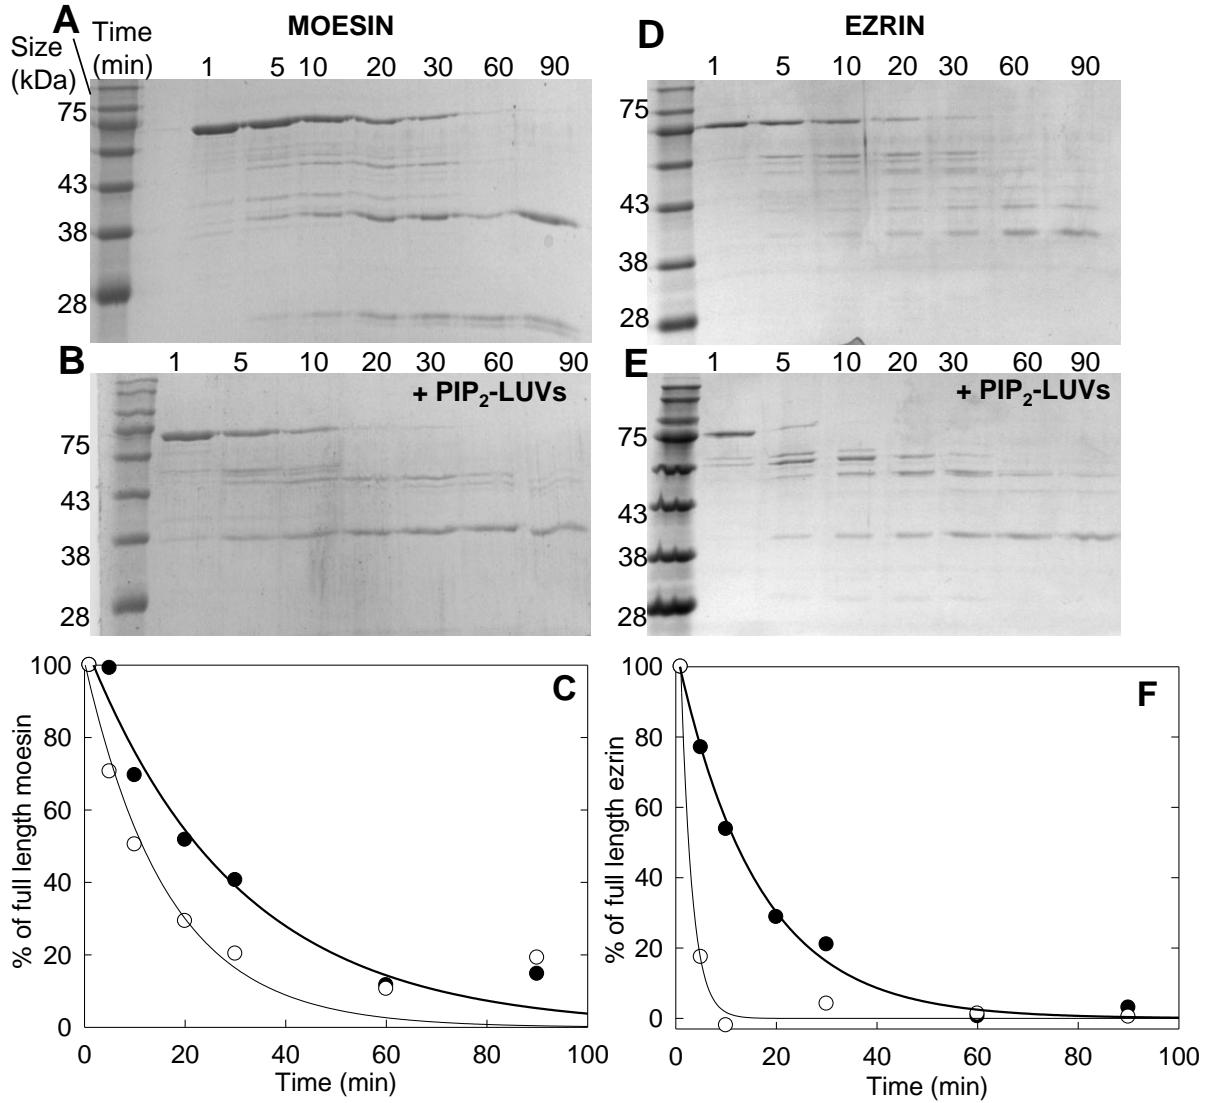 A
Time
(min)
Size
(kDa)
MOESIN
1 5 10 20 30 60 90
75
43
38
28
D
EZRIN
1 5 10 20 30 60 90
75
43
38
28
B
1 5 10 20 30 60 90
+ PIP2-LUVs
75
43
38
28
E
1 5 10 20 30 60 90
+ PIP2-LUVs
75
43
38
28
C
% of full length moesin
100
80
60
40
20
0
0 20 40 60 80 100
Time (min)
F
% of full length ezrin
100
80
60
40
20
0
0 20 40 60 80 100
Time (min)